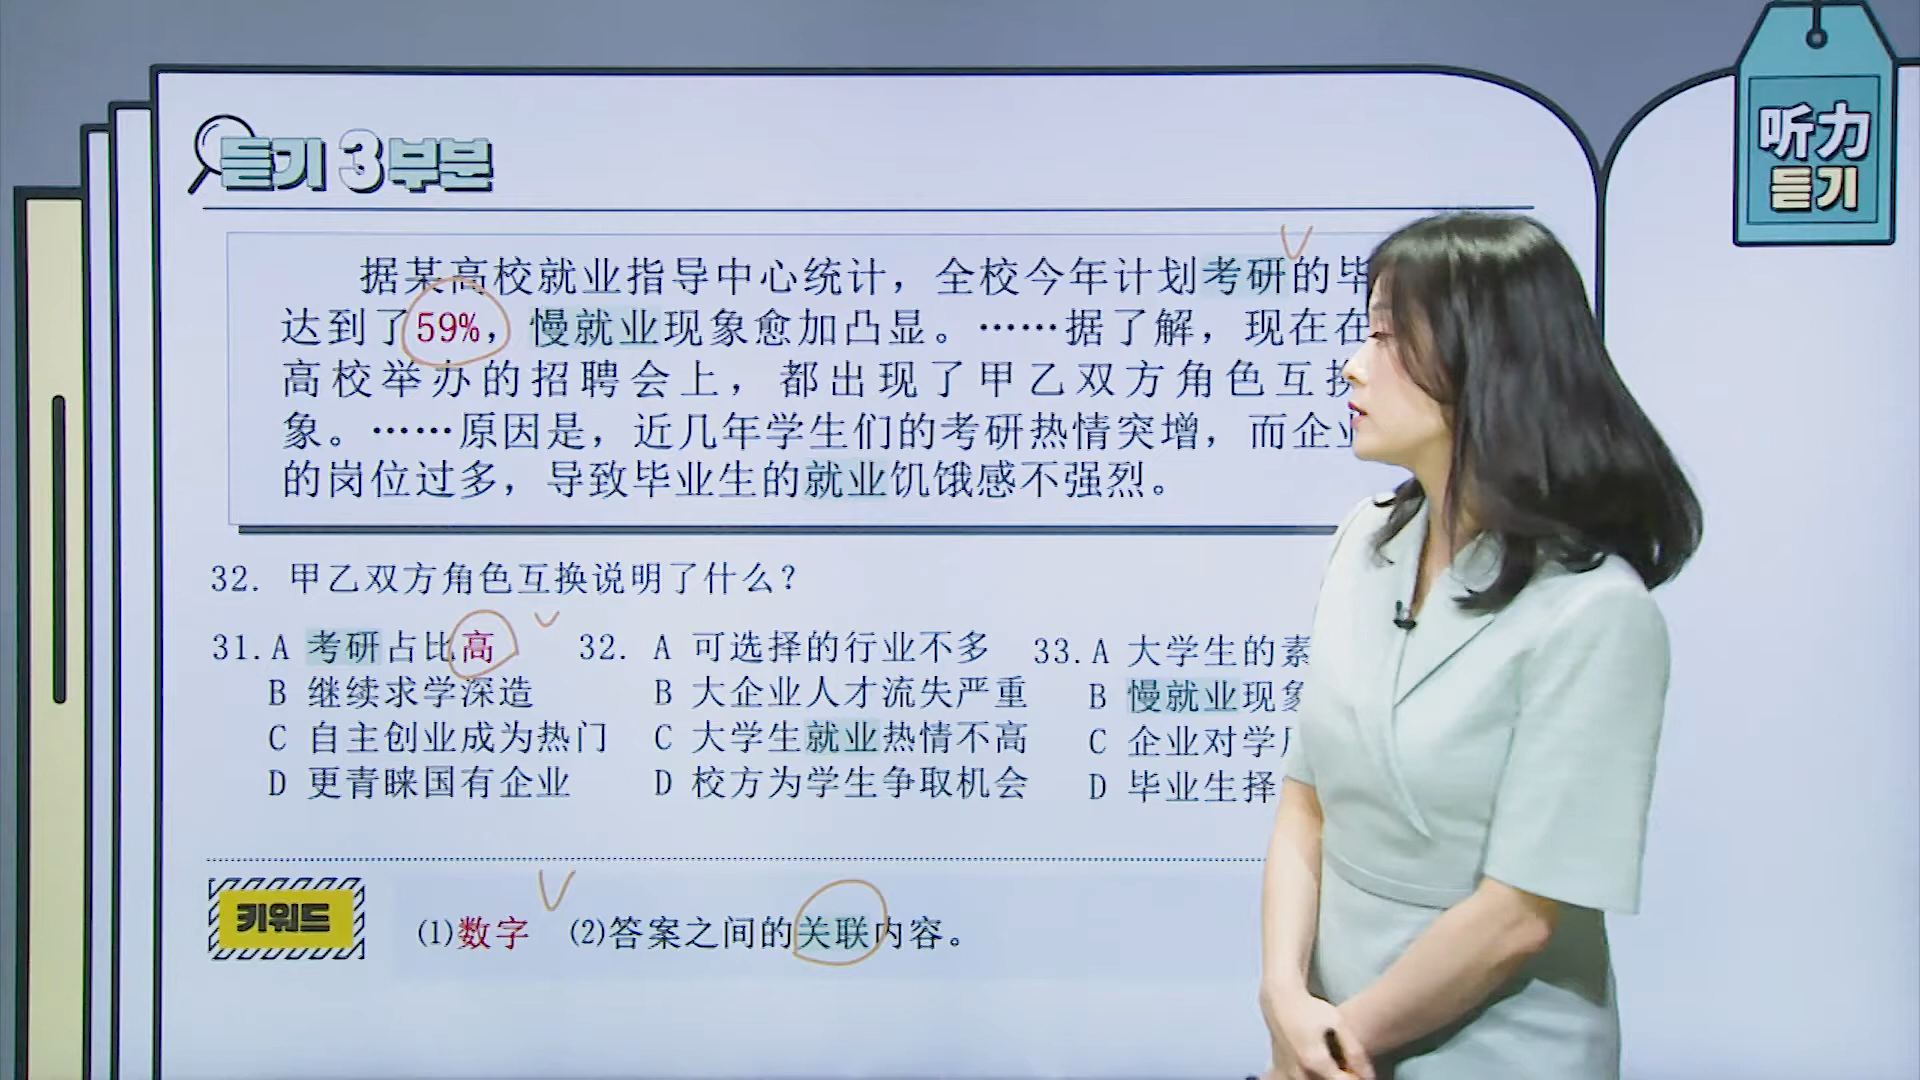 听力
듣기
듣기 3부분
据某高校就业指导中心统计，全校今年计划考研的毕
达到了59%，慢就业现象愈加凸显。……据了解，现在在
高校举办的招聘会上，都出现了甲乙双方角色互换
象。……原因是，近几年学生们的考研热情突增，而企业
的岗位过多，导致毕业生的就业饥饿感不强烈。
32. 甲乙双方角色互换说明了什么？
31.A 考研占比高
B 继续求学深造
C 自主创业成为热门
D 更青睐国有企业
32. A 可选择的行业不多
B 大企业人才流失严重
C 大学生就业热情不高
D 校方为学生争取机会
33.A 大学生的素
B 慢就业现象
C 企业对学
D 毕业生择
키워드
(1)数字 (2)答案之间的关联内容。